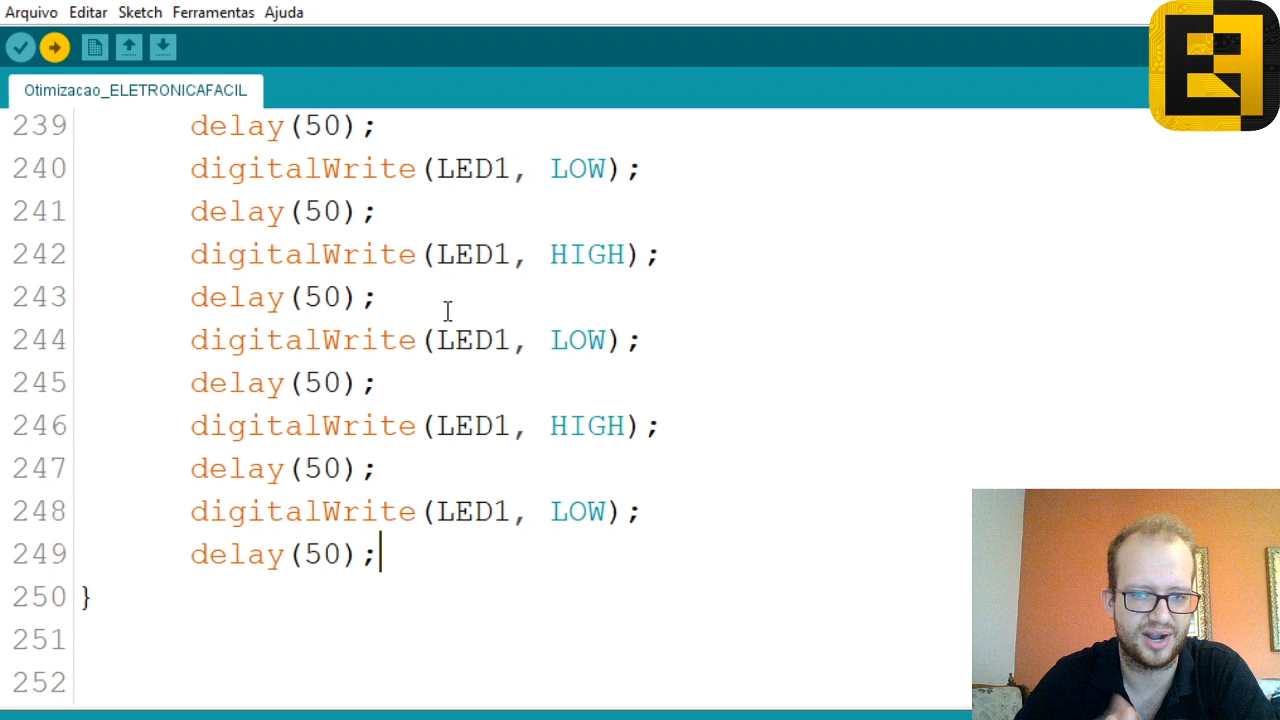 Arquivo Editar Sketch Ferramentas Ajuda
EF
Otimizacao_ELETRONICAFACIL
239 delay(50);
240 digitalWrite(LED1, LOW);
241 delay(50);
242 digitalWrite(LED1, HIGH);
243 delay(50);
244 digitalWrite(LED1, LOW);
245 delay(50);
246 digitalWrite(LED1, HIGH);
247 delay(50);
248 digitalWrite(LED1, LOW);
249 delay(50);
250 }
251
252